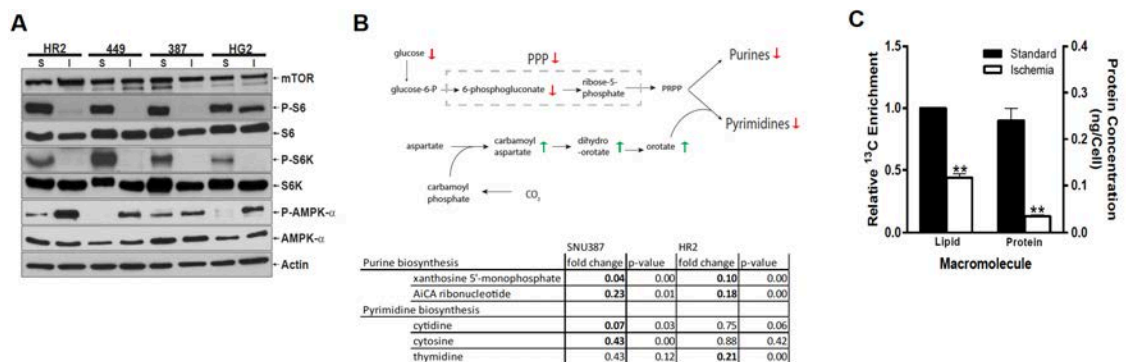 A
HR2 449 387 HG2
S I S I S I S I
mTOR
P-S6
S6
P-S6K
S6K
P-AMPK-α
AMPK-α
Actin
B
glucose
PPP
Purines
glucose-6-P
6-phosphogluconate
ribose-5-
phosphate
PRPP
Pyrimidines
aspartate
carbamoyl
aspartate
dihydro
-orotate
orotate
carbamoyl
phosphate
CO2
SNU387 HR2
Purine biosynthesis fold change p-value fold change p-value
xanthosine 5'-monophosphate 0.04 0.00 0.10 0.00
AiCA ribonucleotide 0.23 0.01 0.18 0.00
Pyrimidine biosynthesis
cytidine 0.07 0.03 0.75 0.06
cytosine 0.43 0.00 0.88 0.42
thymidine 0.43 0.12 0.21 0.00
C
Standard
Ischemia
Relative 13C Enrichment
1.5
1.0
0.5
0.0
**
**
0.4
0.3
0.2
0.1
0.0
Protein Concentration
(ng/Cell)
Lipid Protein
Macromolecule